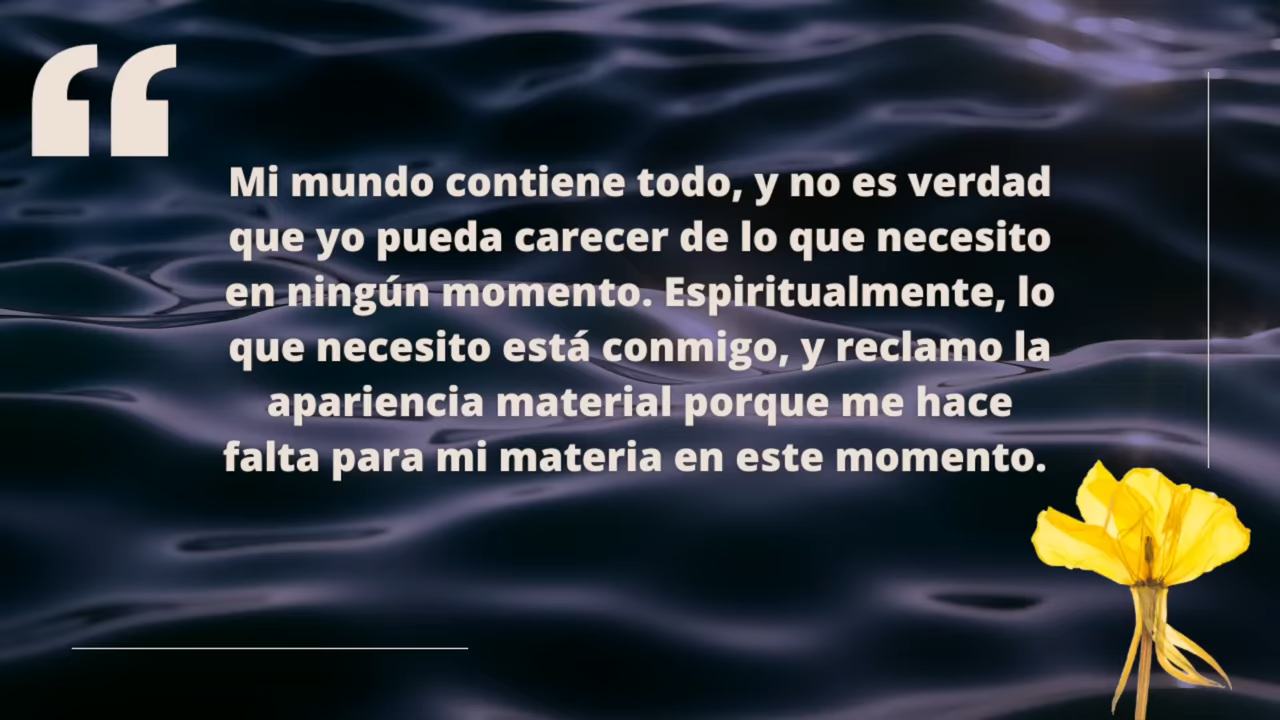 “
Mi mundo contiene todo, y no es verdad
que yo pueda carecer de lo que necesito
en ningún momento. Espiritualmente, lo
que necesito está conmigo, y reclamo la
apariencia material porque me hace
falta para mi materia en este momento.